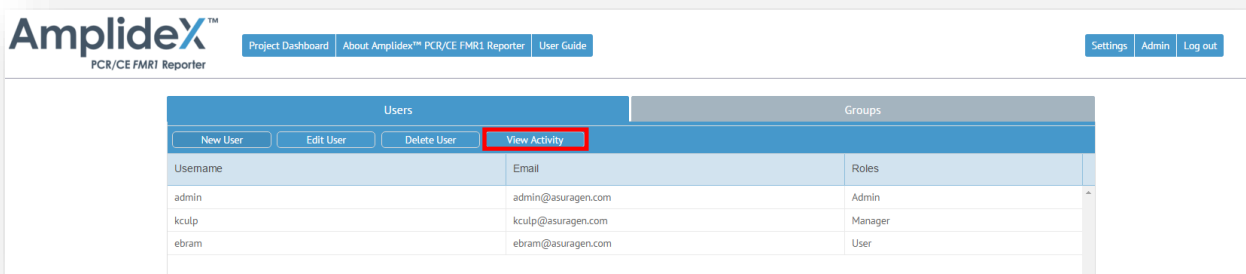 AmplideX™
PCR/CE FMR1 Reporter
Project Dashboard About Amplidex™ PCR/CE FMR1 Reporter User Guide
Settings Admin Log out
Users Groups
New User Edit User Delete User View Activity
Username Email Roles
admin admin@asuragen.com Admin
kculp kculp@asuragen.com Manager
ebram ebram@asuragen.com User